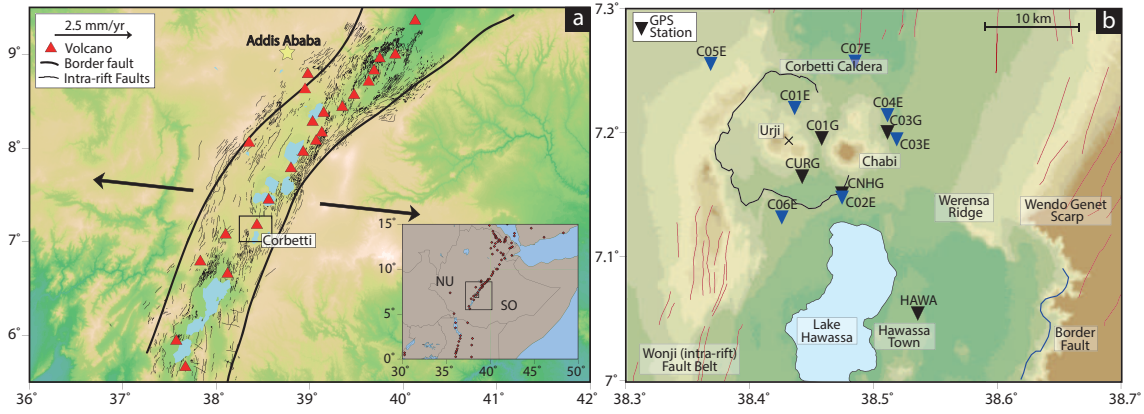 a
2.5 mm/yr
Volcano
Border fault
Intra-rift Faults
Addis Ababa
Corbetti
NU
SO
15˚
10˚
5˚
0˚
30˚
35˚
40˚
45˚
50˚
9˚
8˚
7˚
6˚
36˚
37˚
38˚
39˚
40˚
41˚
42˚
b
GPS
Station
10 km
C05E
C07E
Corbetti Caldera
C01E
C04E
C01G
C03G
Urji
C03E
Chabi
CURG
CNHG
C02E
C06E
Werensa
Ridge
Wendo Genet
Scarp
HAWA
Lake
Hawassa
Hawassa
Town
Border
Fault
Wonji (intra-rift)
Fault Belt
7.2˚
7.1˚
7˚
38.3˚
38.4˚
38.5˚
38.6˚
38.7˚